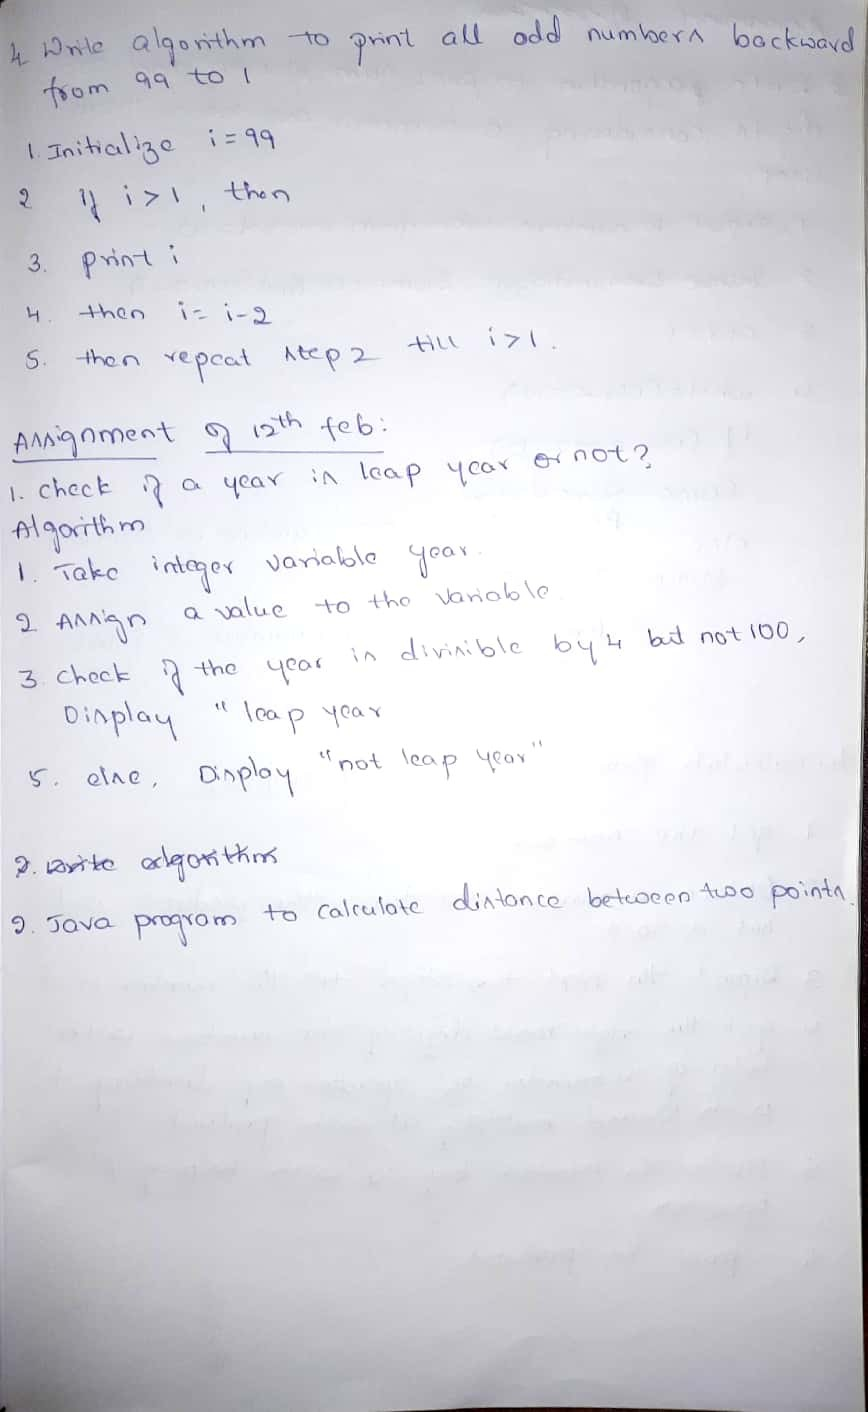 4. Write algorithm to print all odd numbers backward
from 99 to 1
1. Initialize i = 99
2 if i > 1, then
3. print i
4. then i = i-2
5. then repeat step 2 till i>1.
Assignment of 12th feb:
1. check if a year is leap year or not?
Algorithm
1. Take integer variable year.
2 Assign a value to the variable.
3. check if the year is divisible by 4 but not 100,
Display " leap year
5. else, Display "not leap year"
2. write algorithm
2. Java program to calculate distance between two points.